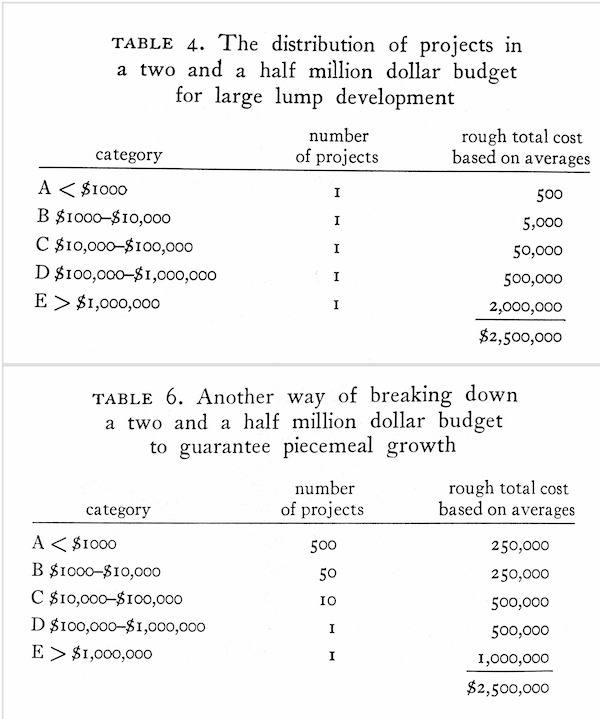 TABLE 4. The distribution of projects in
a two and a half million dollar budget
for large lump development
category number of projects rough total cost based on averages
A < $1000 1 500
B $1000–$10,000 1 5,000
C $10,000–$100,000 1 50,000
D $100,000–$1,000,000 1 500,000
E > $1,000,000 1 2,000,000
$2,500,000
TABLE 6. Another way of breaking down
a two and a half million dollar budget
to guarantee piecemeal growth
category number of projects rough total cost based on averages
A < $1000 500 250,000
B $1000–$10,000 50 250,000
C $10,000–$100,000 10 500,000
D $100,000–$1,000,000 1 500,000
E > $1,000,000 1 1,000,000
$2,500,000